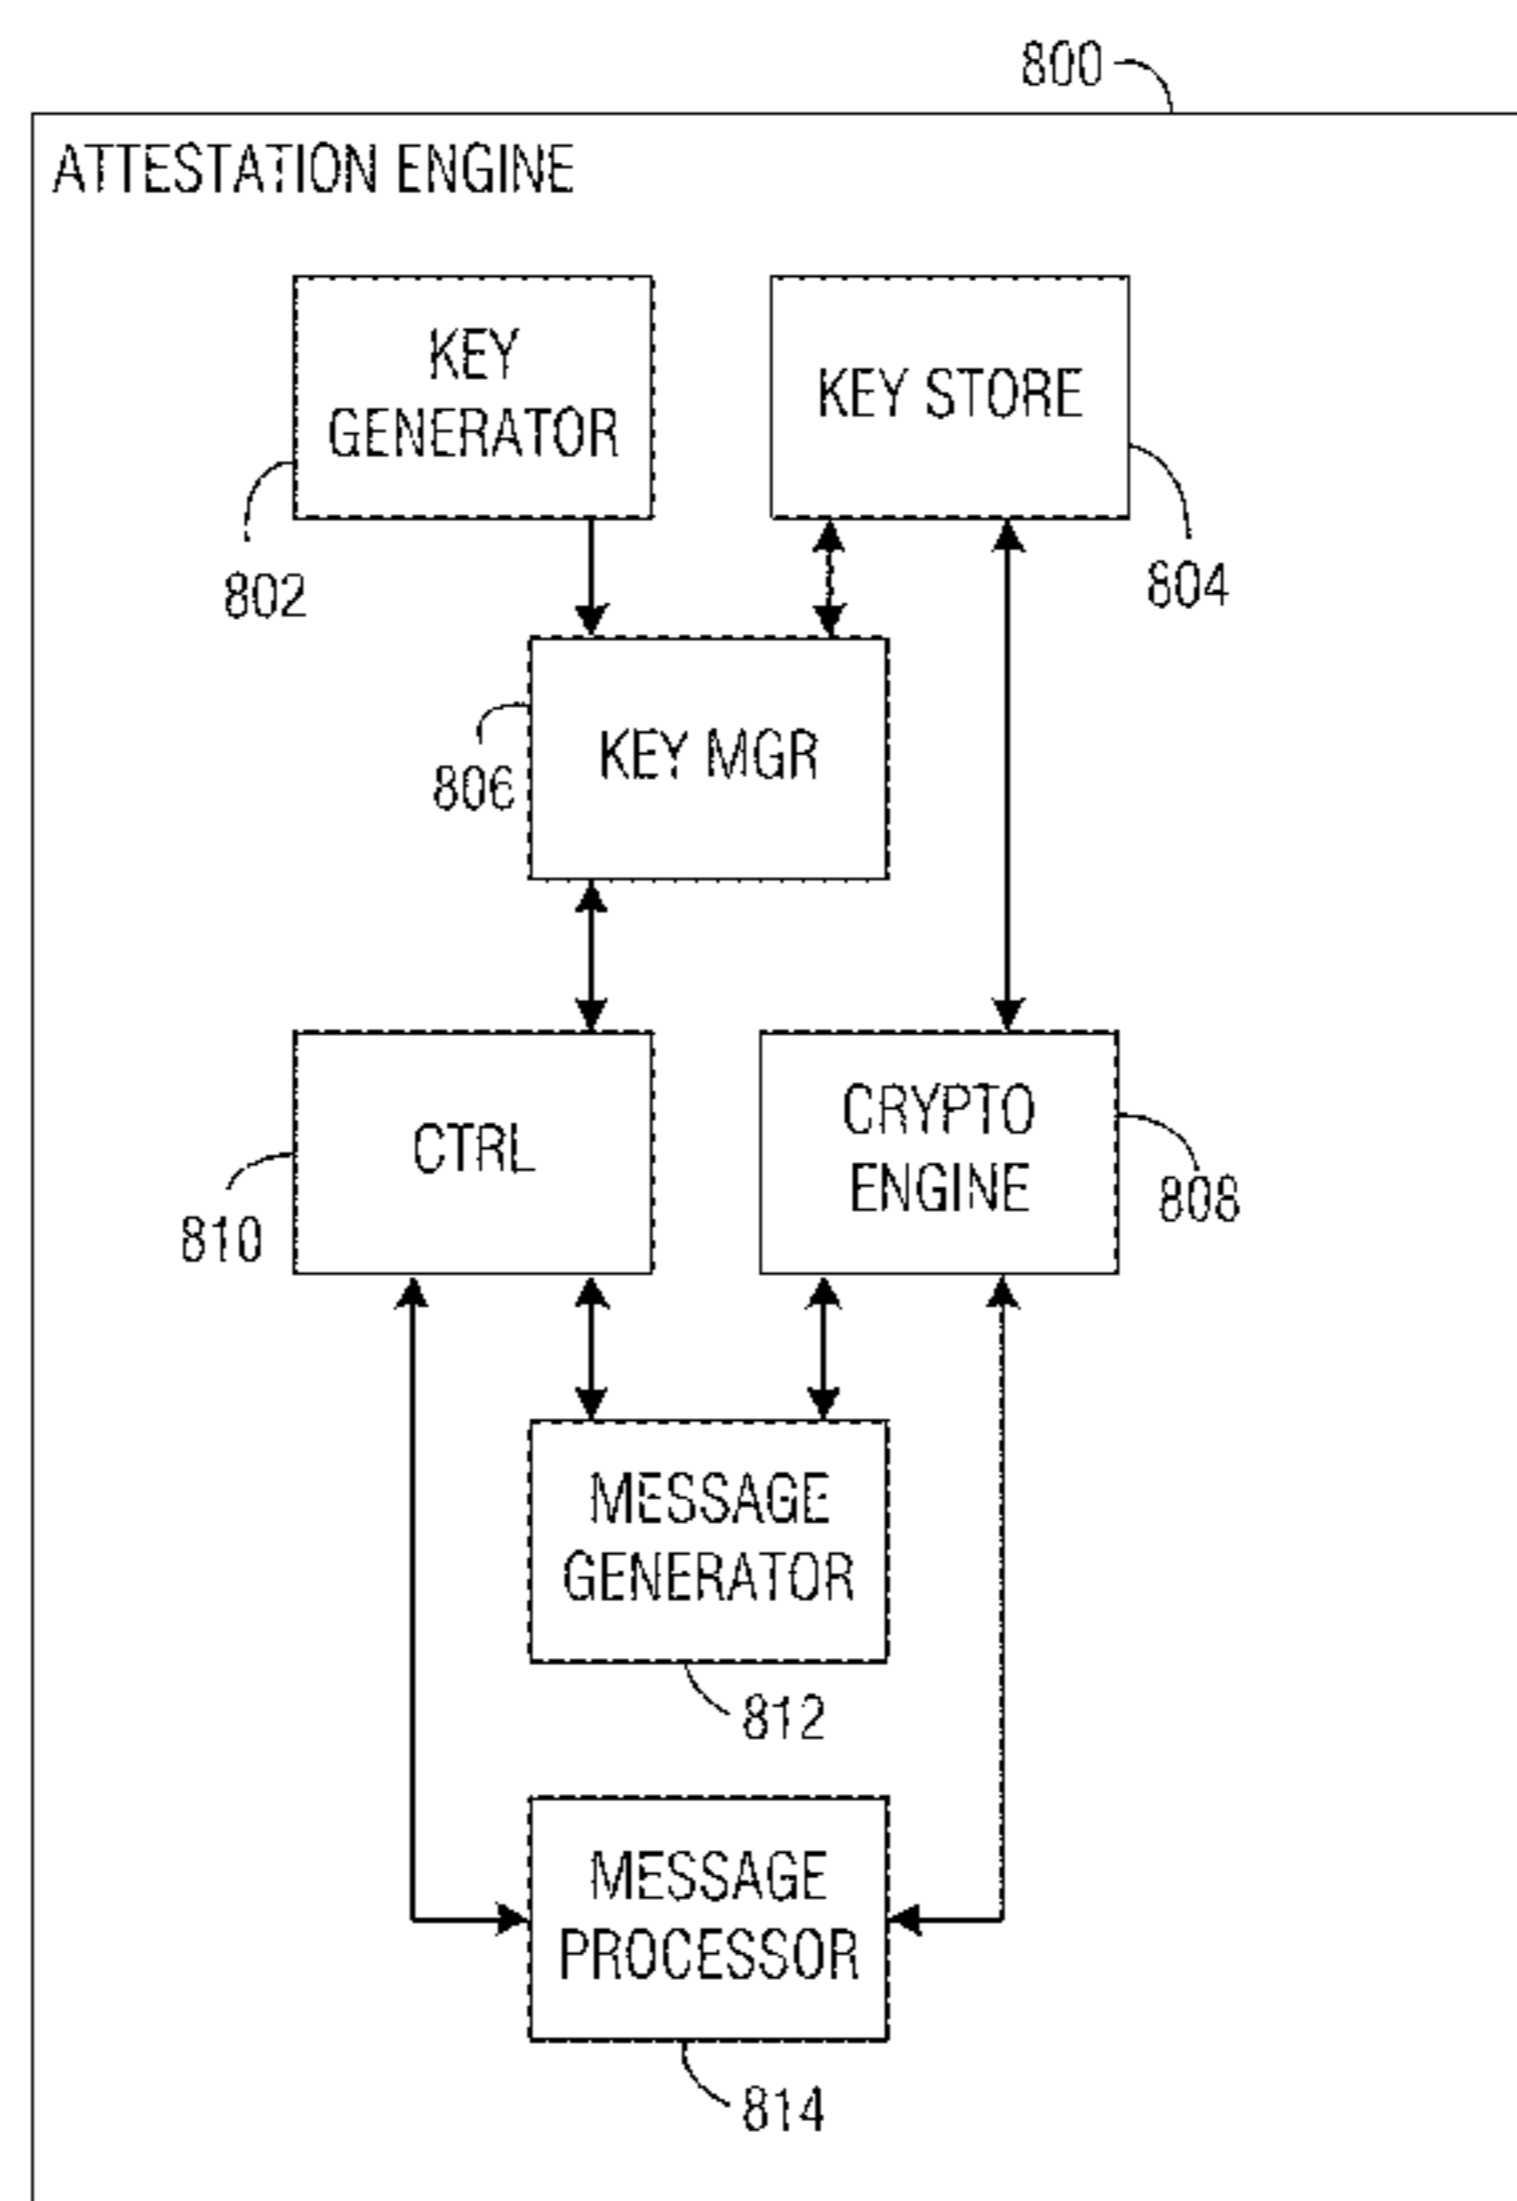 800
ATTESTATION ENGINE
KEY
GENERATOR
KEY STORE
802
804
KEY MGR
806
CTRL
CRYPTO
ENGINE
810
808
MESSAGE
GENERATOR
812
MESSAGE
PROCESSOR
814